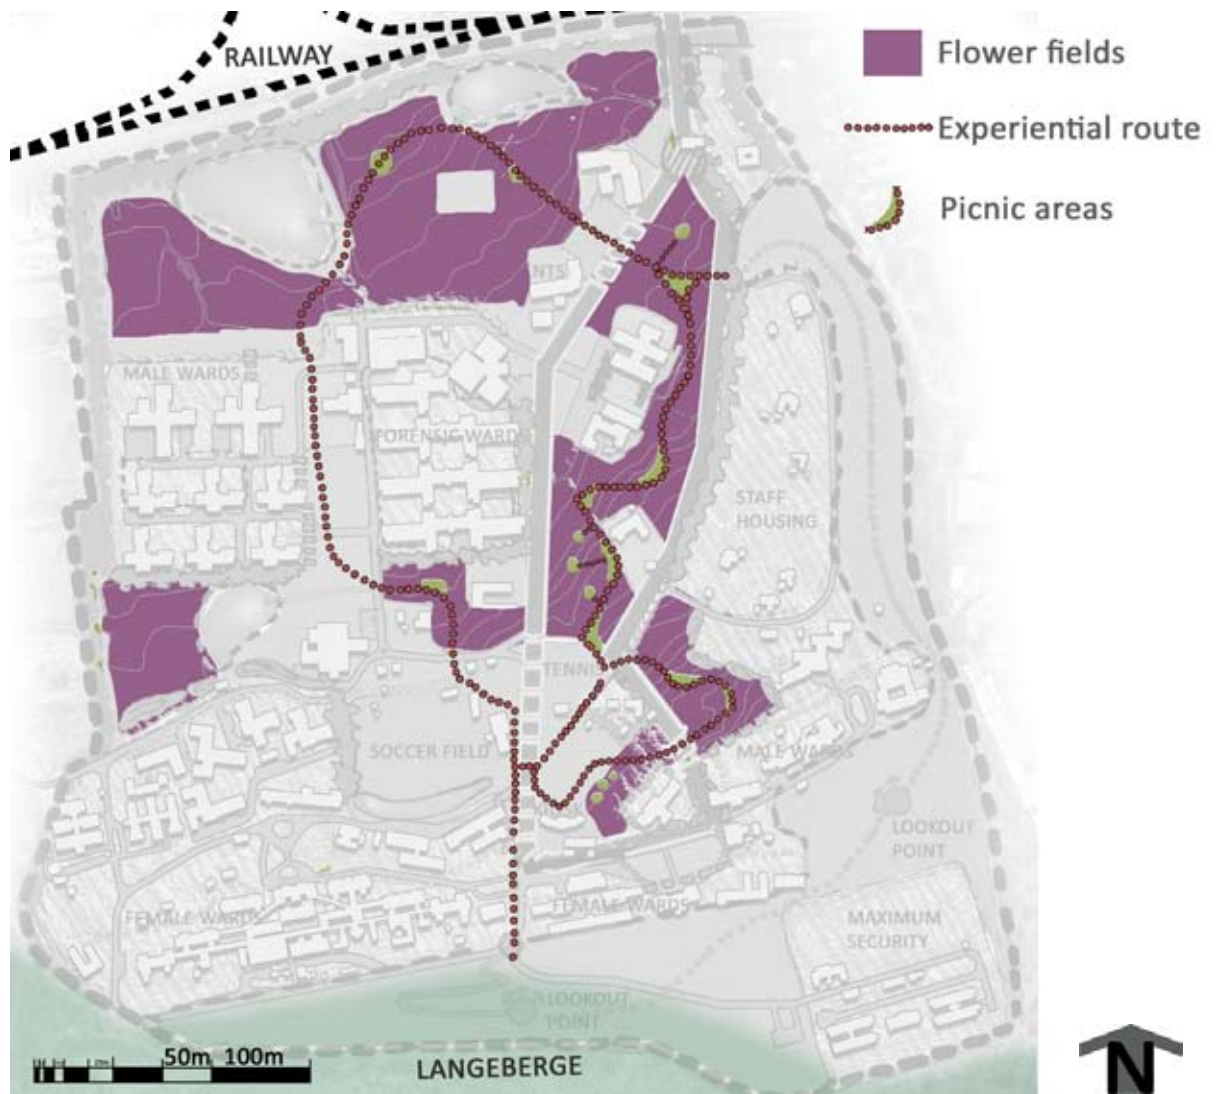 RAILWAY
Flower fields
Experiential route
Picnic areas
NTS
MALE WARDS
FORENSIC WARDS
STAFF
HOUSING
TENNIS
SOCCER FIELD
MALE WARDS
LOOKOUT
POINT
FEMALE WARDS
FEMALE WARDS
MAXIMUM
SECURITY
LOOKOUT
POINT
50m 100m
LANGEBERGE
N